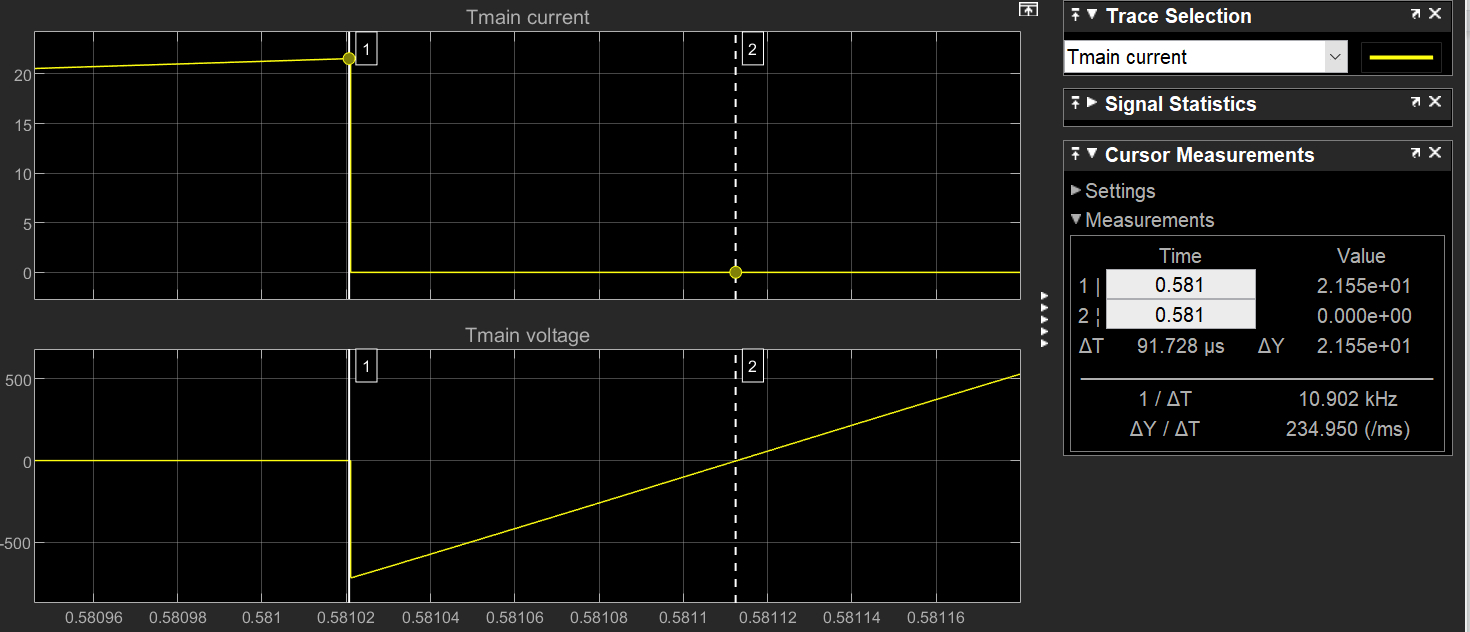 Tmain current
1
2
20
15
10
5
0
Tmain voltage
1
2
500
0
-500
0.58096 0.58098 0.581 0.58102 0.58104 0.58106 0.58108 0.5811 0.58112 0.58114 0.58116
Trace Selection
Tmain current
Signal Statistics
Cursor Measurements
Settings
Measurements
Time Value
1 | 0.581 2.155e+01
2 ¦ 0.581 0.000e+00
ΔT 91.728 µs ΔY 2.155e+01
1 / ΔT 10.902 kHz
ΔY / ΔT 234.950 (/ms)